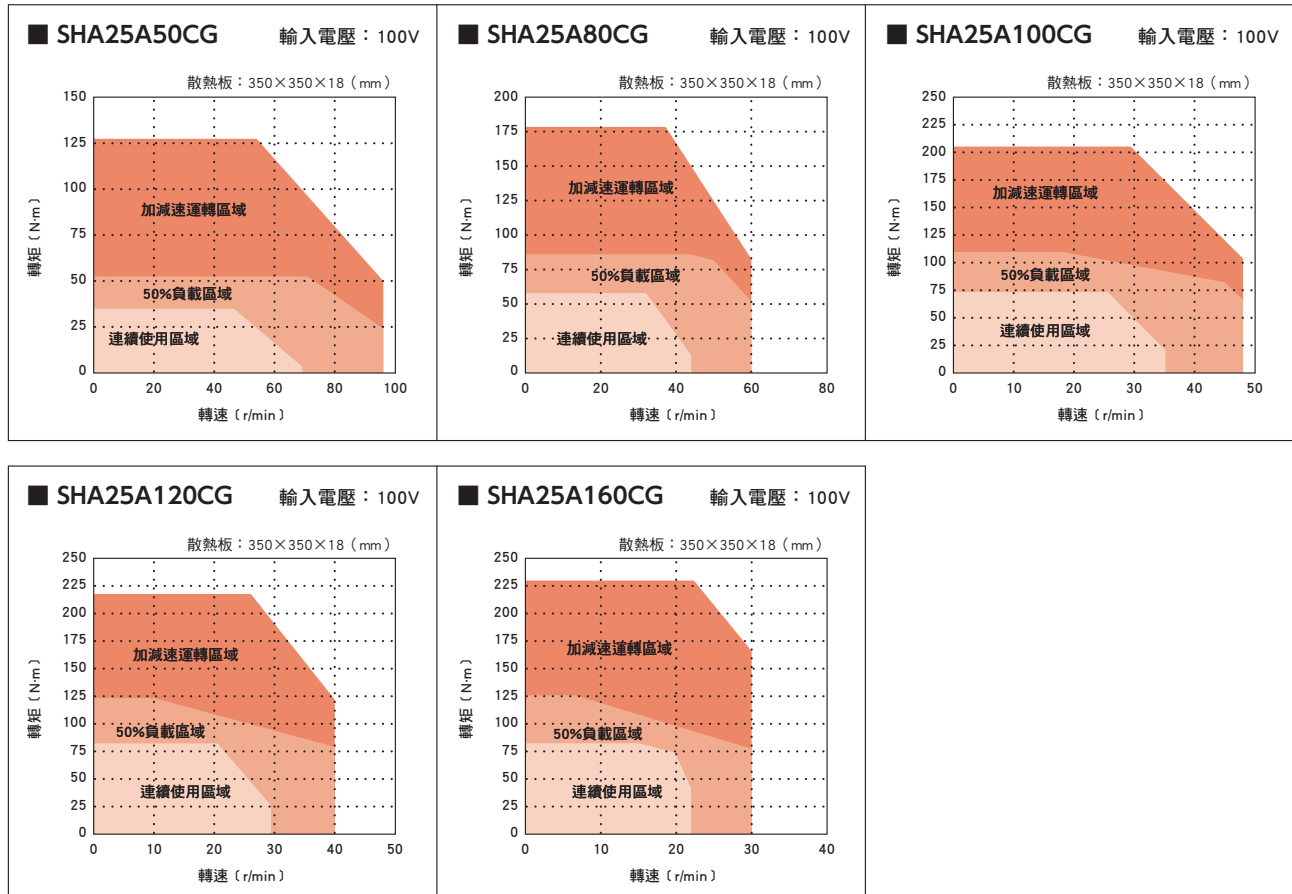 ■ SHA25A50CG 輸入電壓：100V
散熱板：350×350×18（mm）
150
125
100
75
50
25
0
轉矩〔N·m〕
加減速運轉區域
50%負載區域
連續使用區域
0 20 40 60 80 100
轉速〔r/min〕
■ SHA25A80CG 輸入電壓：100V
散熱板：350×350×18（mm）
200
175
150
125
100
75
50
25
0
轉矩〔N·m〕
加減速運轉區域
50%負載區域
連續使用區域
0 20 40 60 80
轉速〔r/min〕
■ SHA25A100CG 輸入電壓：100V
散熱板：350×350×18（mm）
250
225
200
175
150
125
100
75
50
25
0
轉矩〔N·m〕
加減速運轉區域
50%負載區域
連續使用區域
0 10 20 30 40 50
轉速〔r/min〕
■ SHA25A120CG 輸入電壓：100V
散熱板：350×350×18（mm）
250
225
200
175
150
125
100
75
50
25
0
轉矩〔N·m〕
加減速運轉區域
50%負載區域
連續使用區域
0 10 20 30 40 50
轉速〔r/min〕
■ SHA25A160CG 輸入電壓：100V
散熱板：350×350×18（mm）
250
225
200
175
150
125
100
75
50
25
0
轉矩〔N·m〕
加減速運轉區域
50%負載區域
連續使用區域
0 10 20 30 40
轉速〔r/min〕